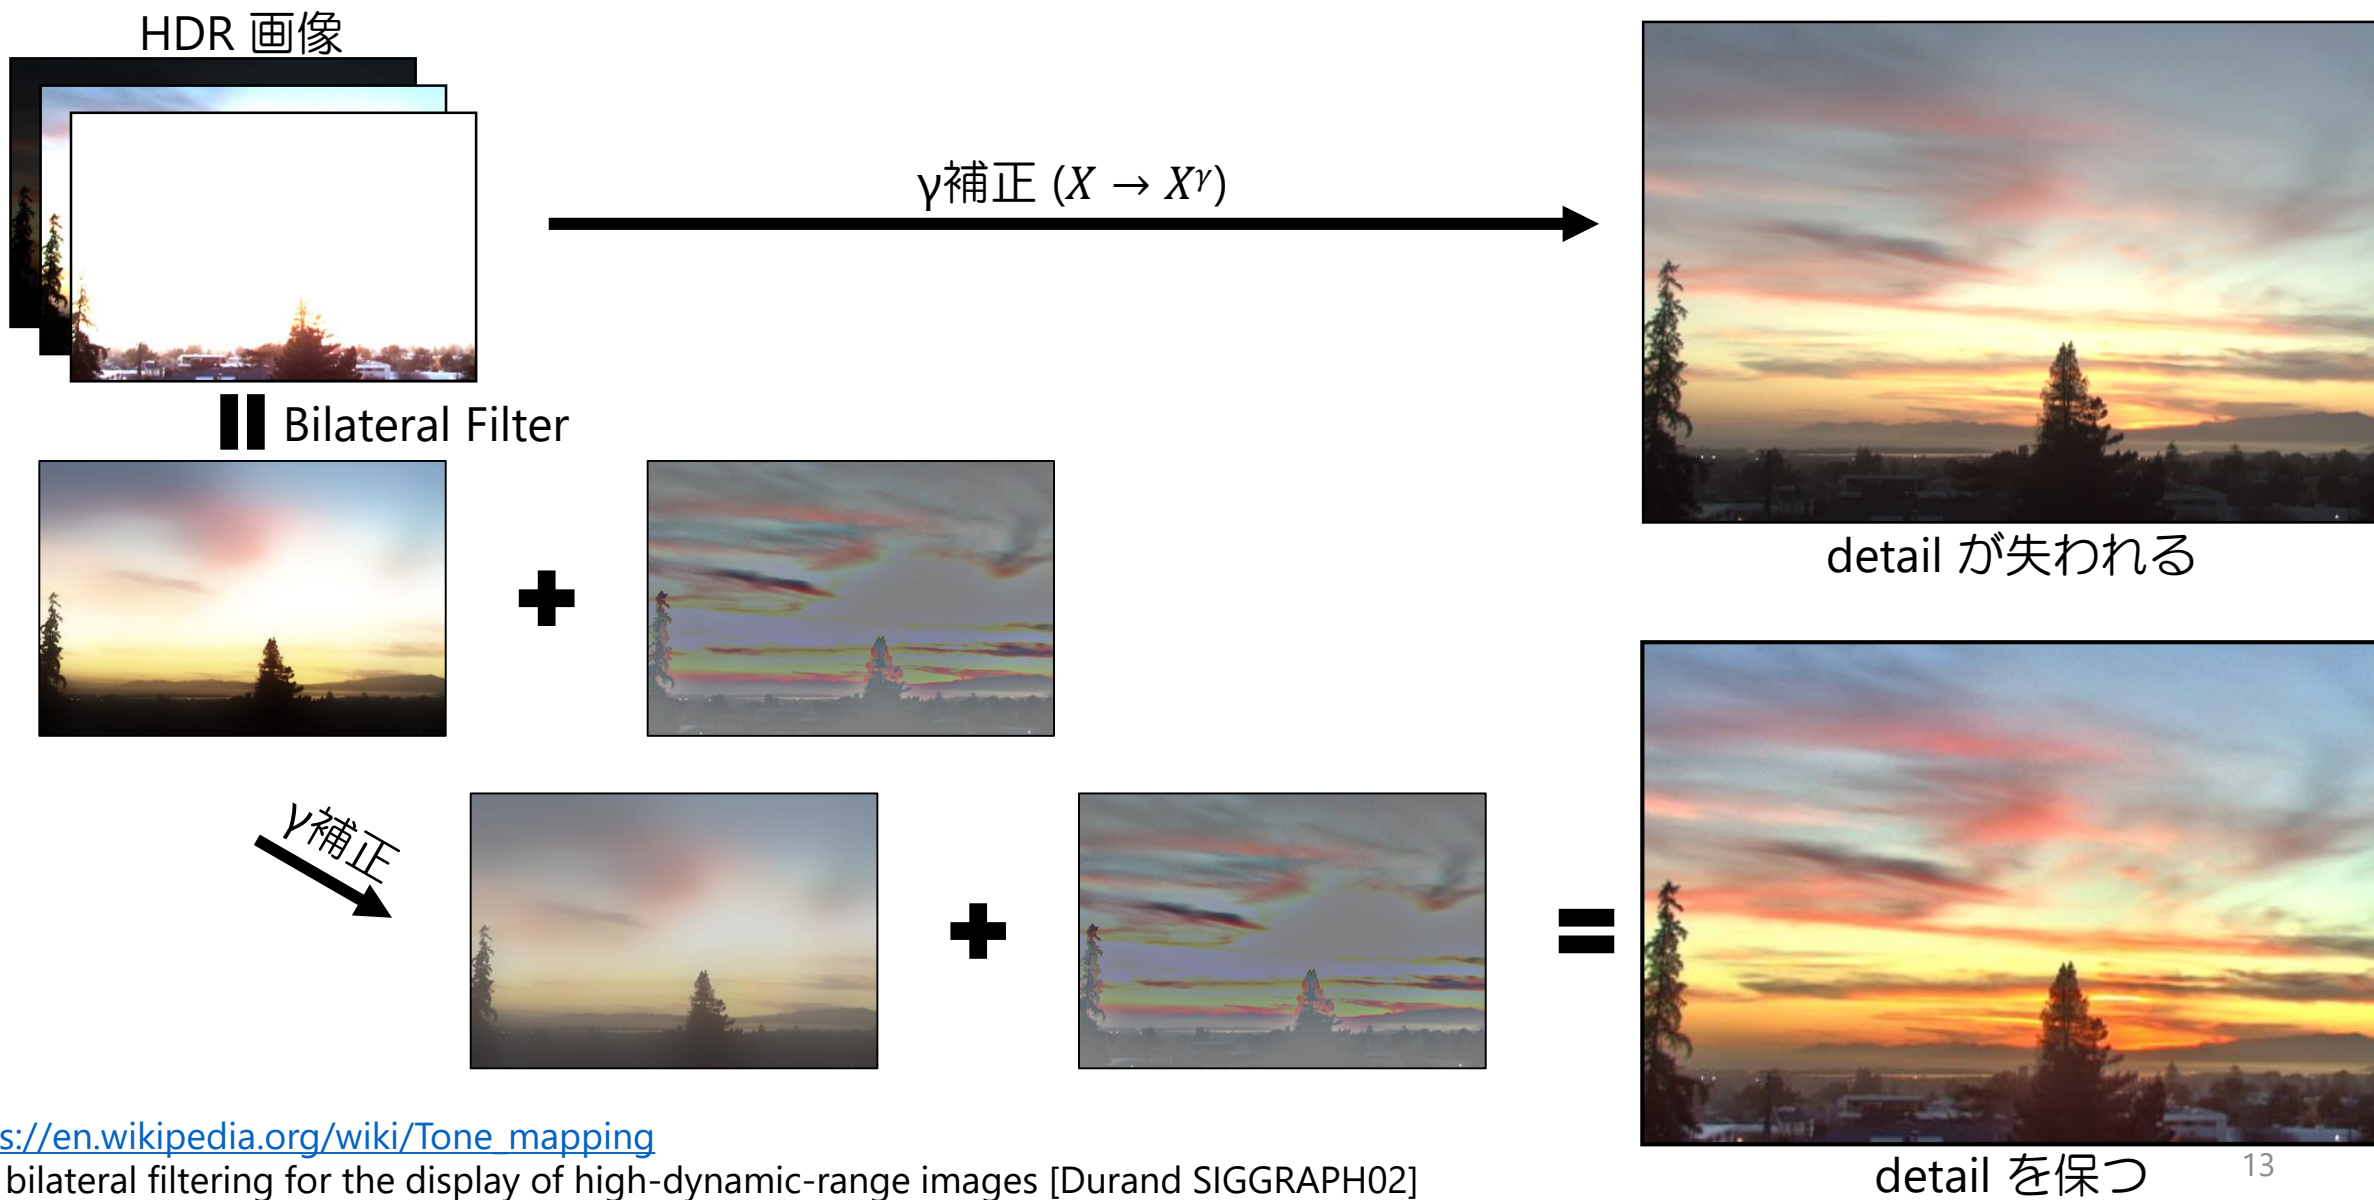 HDR 画像
γ補正 (X → X^γ)
Bilateral Filter
detail が失われる
γ補正
s://en.wikipedia.org/wiki/Tone_mapping
bilateral filtering for the display of high-dynamic-range images [Durand SIGGRAPH02]
detail を保つ
13